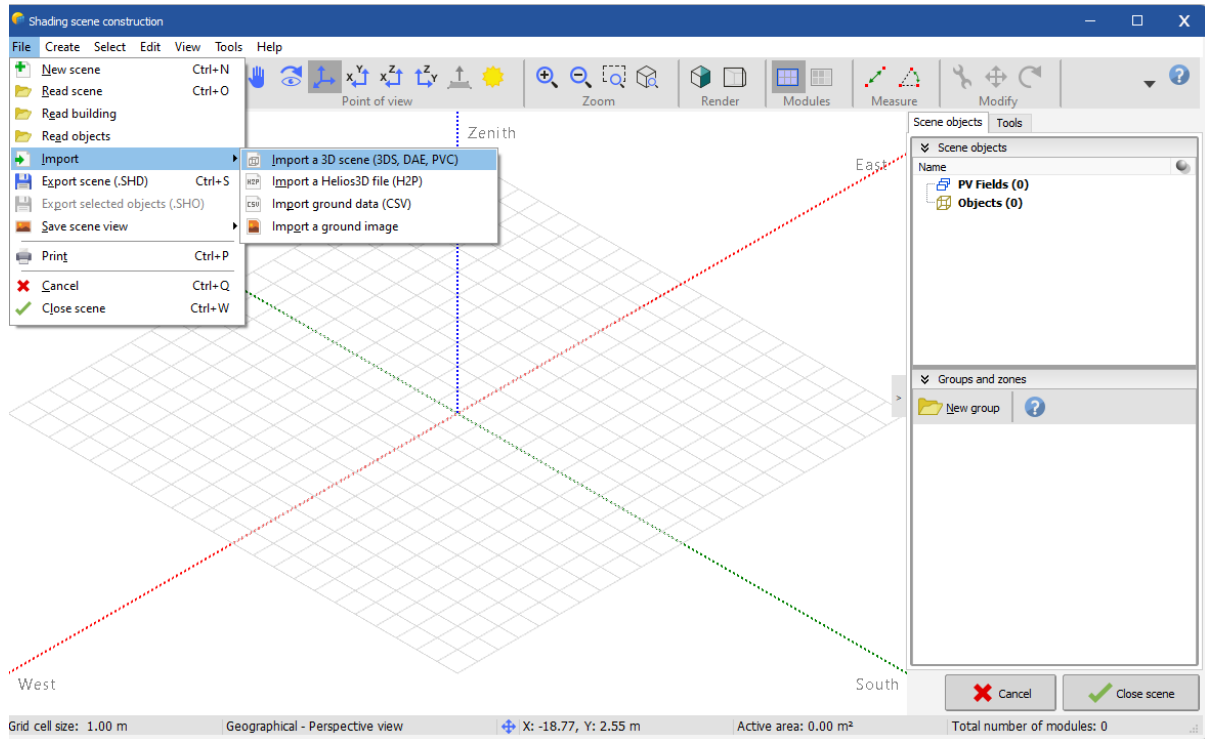 Shading scene construction
File Create Select Edit View Tools Help
New scene Ctrl+N
Read scene Ctrl+O
Read building
Read objects
Import
Export scene (.SHD) Ctrl+S
Export selected objects (.SHO)
Save scene view
Print Ctrl+P
Cancel Ctrl+Q
Close scene Ctrl+W
Import a 3D scene (3DS, DAE, PVC)
H2P Import a Helios3D file (H2P)
CSV Import ground data (CSV)
Import a ground image
Y X
Z X
Z Y
Point of view
Zoom
Render
Modules
Measure
Modify
Zenith
East
West
South
Scene objects Tools
Scene objects
Name
PV Fields (0)
Objects (0)
Groups and zones
New group
Cancel Close scene
Grid cell size: 1.00 m Geographical - Perspective view X: -18.77, Y: 2.55 m Active area: 0.00 m² Total number of modules: 0